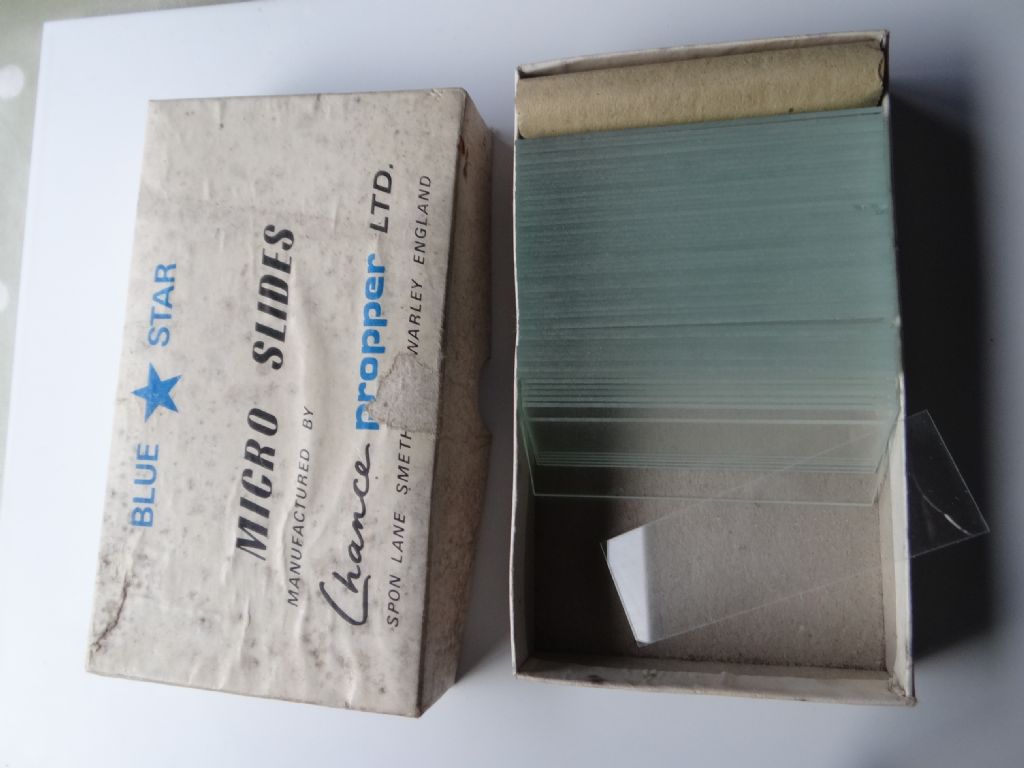 BLUE ★ STAR
MICRO SLIDES
MANUFACTURED BY
Chance propper LTD.
SPON LANE SMETH WARLEY ENGLAND